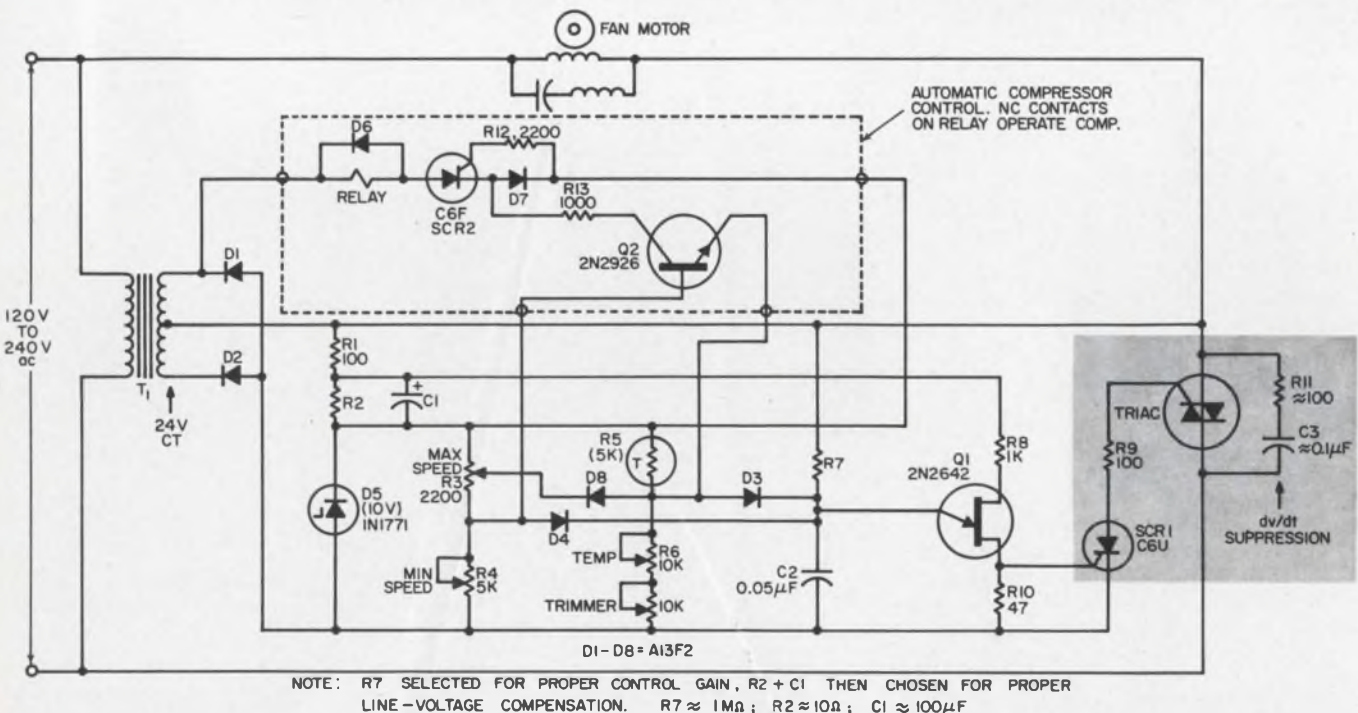 FAN MOTOR
AUTOMATIC COMPRESSOR
CONTROL. NC CONTACTS
ON RELAY OPERATE COMP.
D6
R12, 2200
RELAY
C6F
SCR2
D7
R13
1000
Q2
2N2926
D1
120V
TO
240V
ac
D2
T1
24V
CT
R1
100
R2
C1
+
MAX
SPEED
R3
2200
R5
(5K)
T
D8
D3
R7
Q1
2N2642
R8
1K
D5
(10V)
IN1771
D4
MIN
SPEED
R4
5K
TEMP
R6
10K
TRIMMER
10K
C2
0.05μF
R10
47
TRIAC
R11
≈100
C3
≈0.1μF
R9
100
SCR1
C6U
dv/dt
SUPPRESSION
D1-D8=A13F2
NOTE: R7 SELECTED FOR PROPER CONTROL GAIN, R2 + C1 THEN CHOSEN FOR PROPER
LINE-VOLTAGE COMPENSATION. R7 ≈ 1MΩ; R2≈10Ω; C1 ≈ 100μF